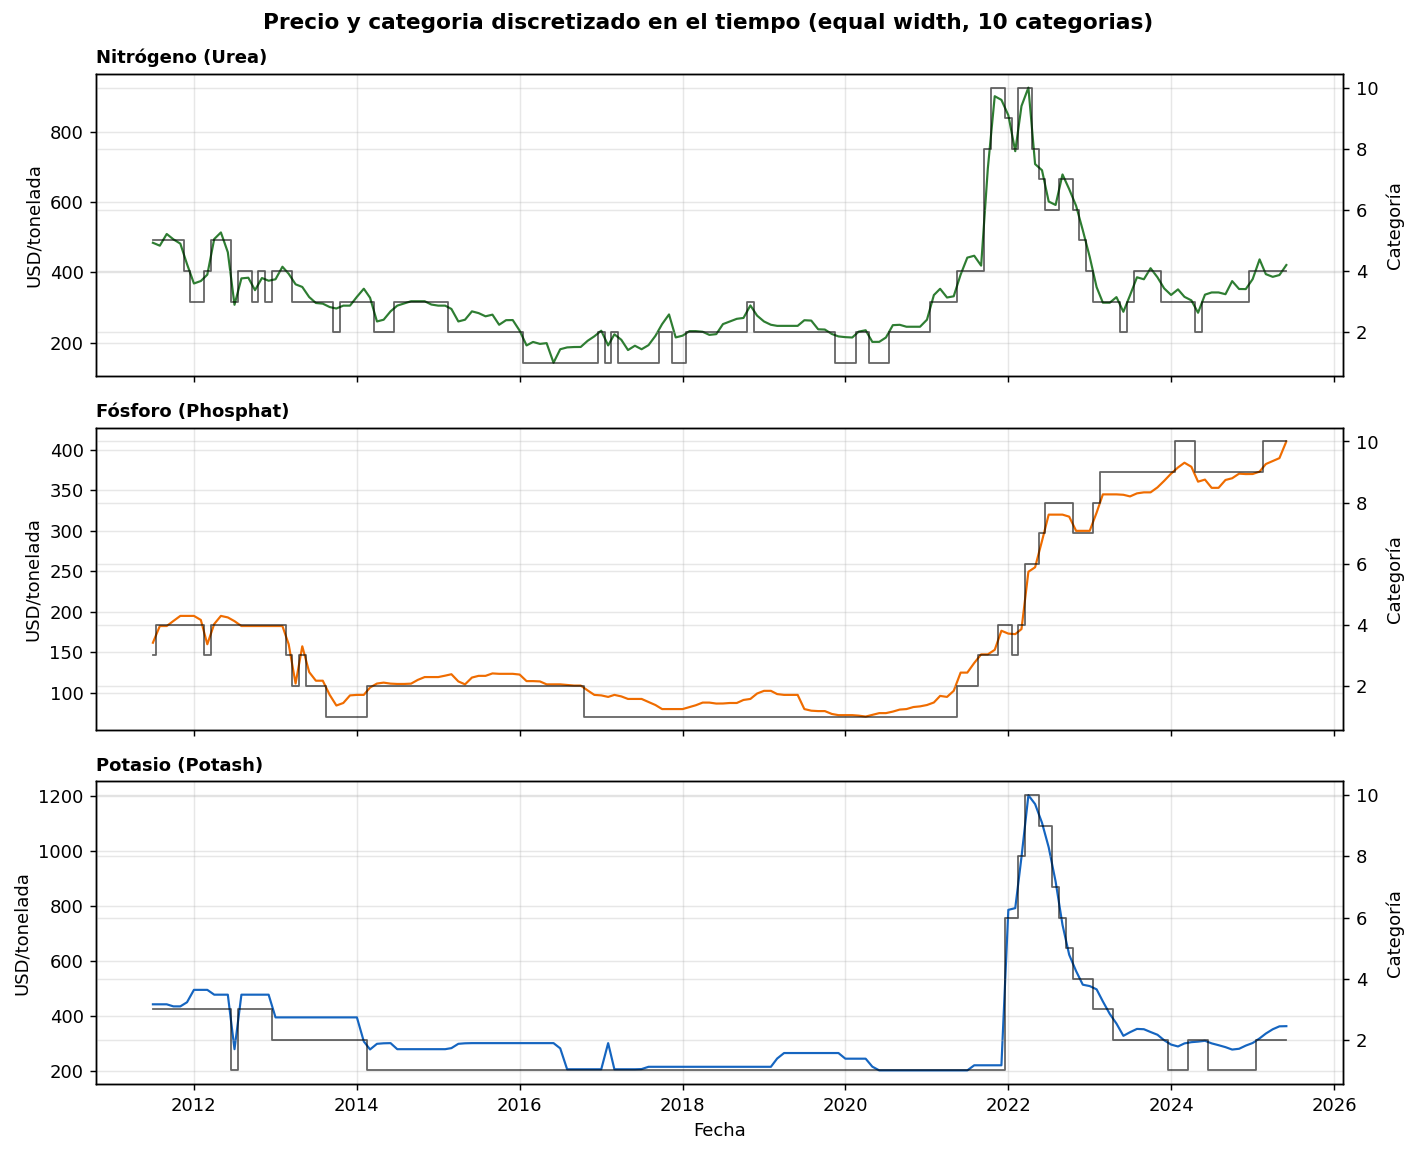 Precio y categoria discretizado en el tiempo (equal width, 10 categorias)
Nitrógeno (Urea)
800
600
400
200
USD/tonelada
10
8
6
4
2
Categoría
Fósforo (Phosphat)
400
350
300
250
200
150
100
USD/tonelada
10
8
6
4
2
Categoría
Potasio (Potash)
1200
1000
800
600
400
200
USD/tonelada
10
8
6
4
2
Categoría
2012 2014 2016 2018 2020 2022 2024 2026
Fecha